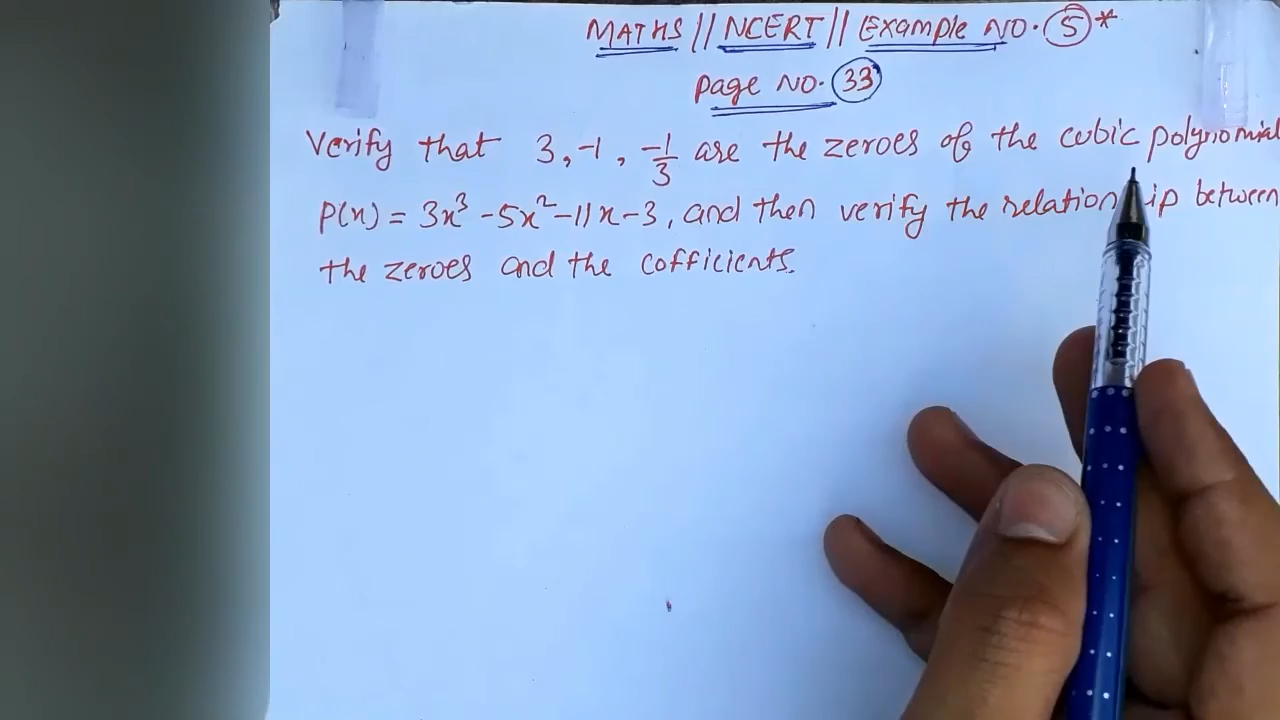 MATHS // NCERT // Example NO. 5 *
Page NO. 33
Verify that 3, -1, -1/3 are the zeroes of the cubic polynomial
P(x) = 3x³ - 5x² - 11x - 3, and then verify the between
the zeroes and the cofficients.